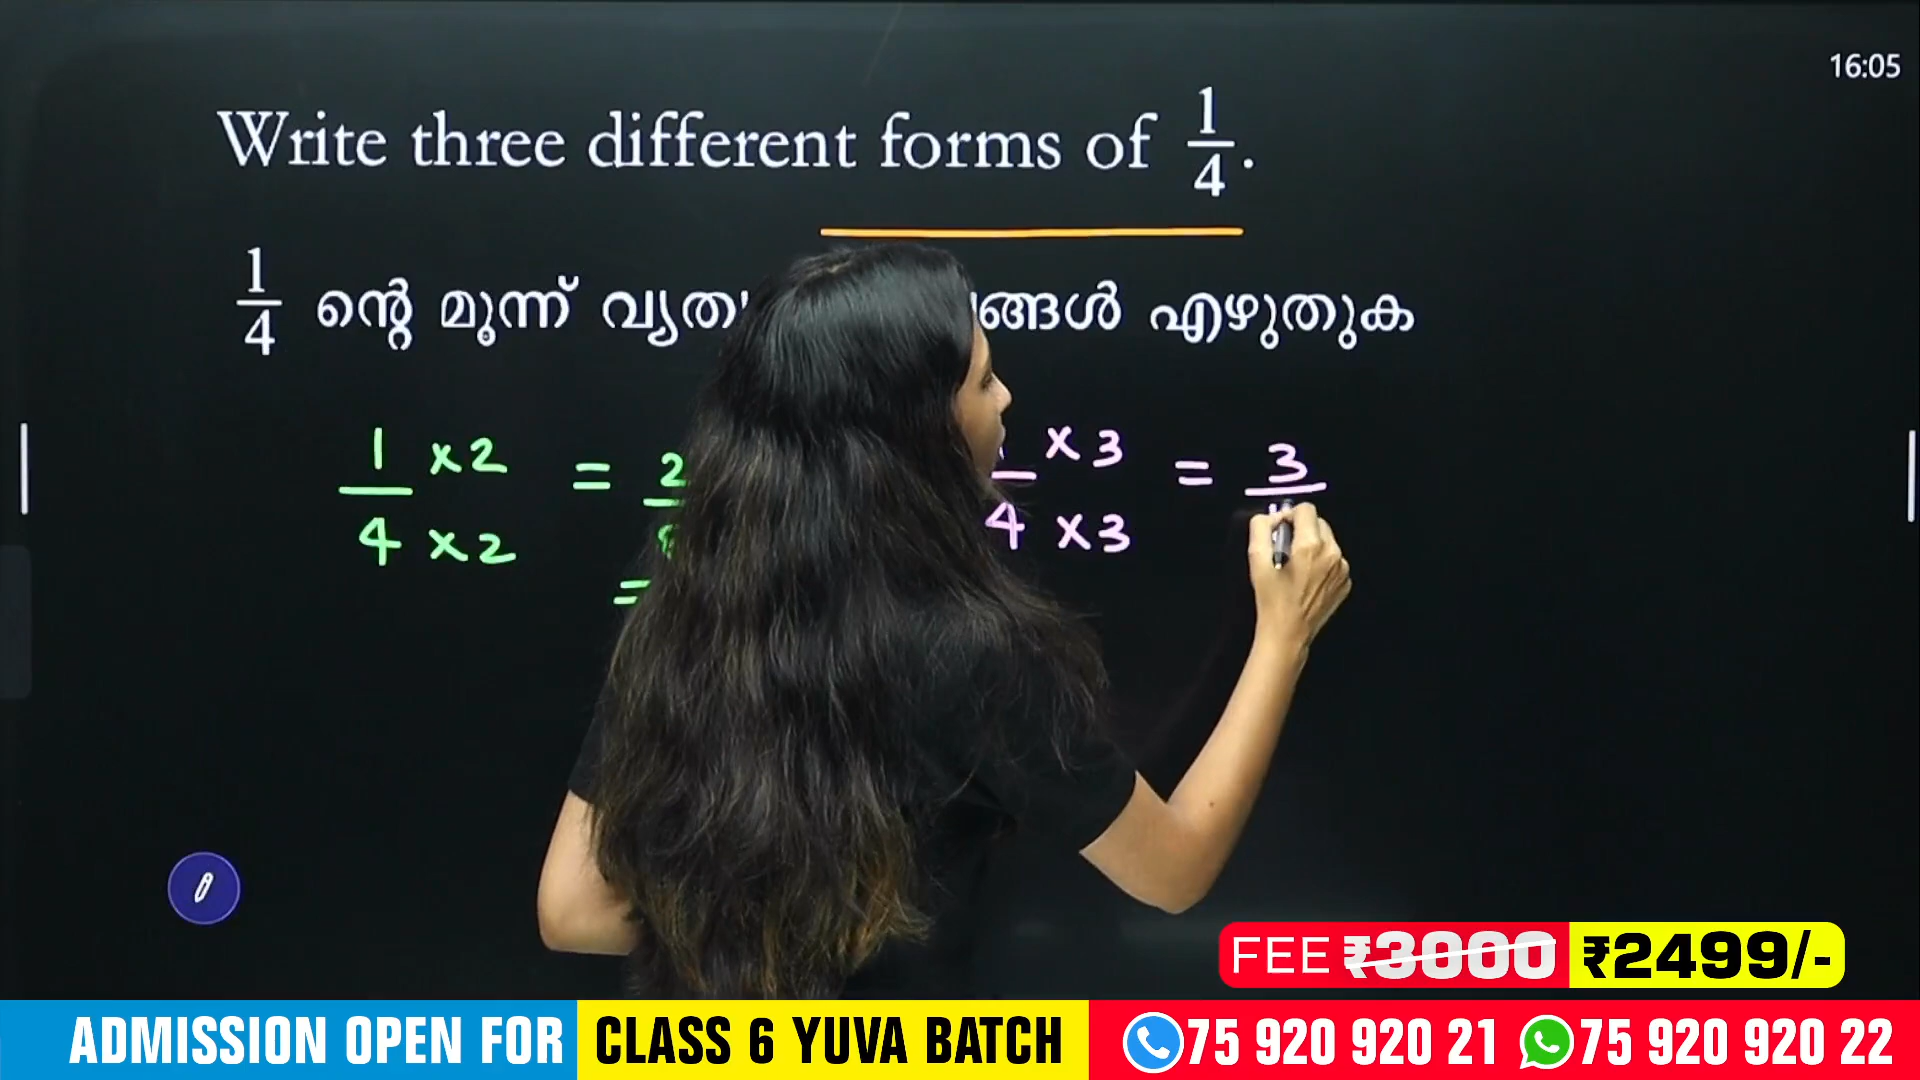 16:05
Write three different forms of 1/4.
1/4 ന്റെ മൂന്ന് എഴുതുക
1/4 ×2/×2 = 2
=
4 ×3/×3 = 3
FEE ₹3000 ₹2499/-
ADMISSION OPEN FOR CLASS 6 YUVA BATCH 75 920 920 21 75 920 920 22